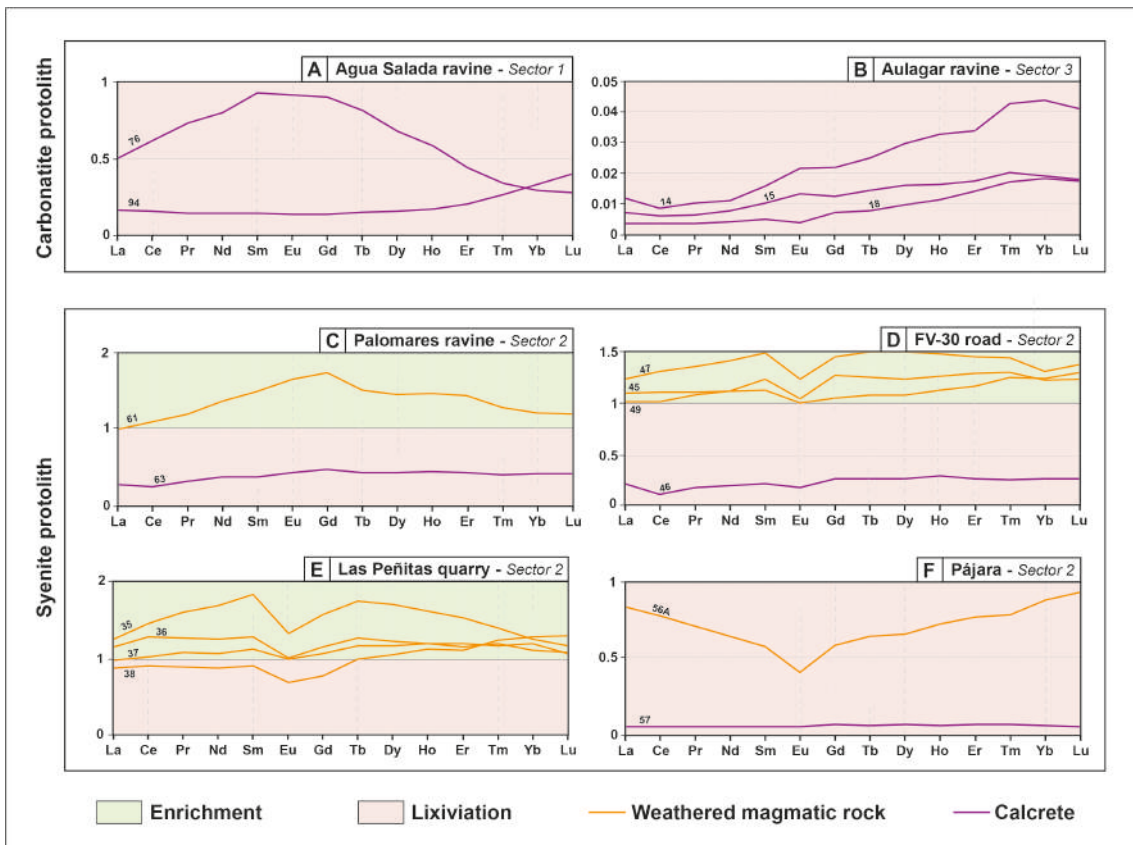 Carbonatite protolith
A Agua Salada ravine - Sector 1
1
0.5
0
76
94
La Ce Pr Nd Sm Eu Gd Tb Dy Ho Er Tm Yb Lu
B Aulagar ravine - Sector 3
0.05
0.04
0.03
0.02
0.01
0
14
15
18
La Ce Pr Nd Sm Eu Gd Tb Dy Ho Er Tm Yb Lu
Syenite protolith
C Palomares ravine - Sector 2
2
1
0
61
63
La Ce Pr Nd Sm Eu Gd Tb Dy Ho Er Tm Yb Lu
D FV-30 road - Sector 2
1.5
1
0.5
0
47
45
49
46
La Ce Pr Nd Sm Eu Gd Tb Dy Ho Er Tm Yb Lu
E Las Peñitas quarry - Sector 2
2
1
0
35
36
37
38
La Ce Pr Nd Sm Eu Gd Tb Dy Ho Er Tm Yb Lu
F Pájara - Sector 2
1
0.5
0
56A
57
La Ce Pr Nd Sm Eu Gd Tb Dy Ho Er Tm Yb Lu
Enrichment Lixiviation Weathered magmatic rock Calcrete